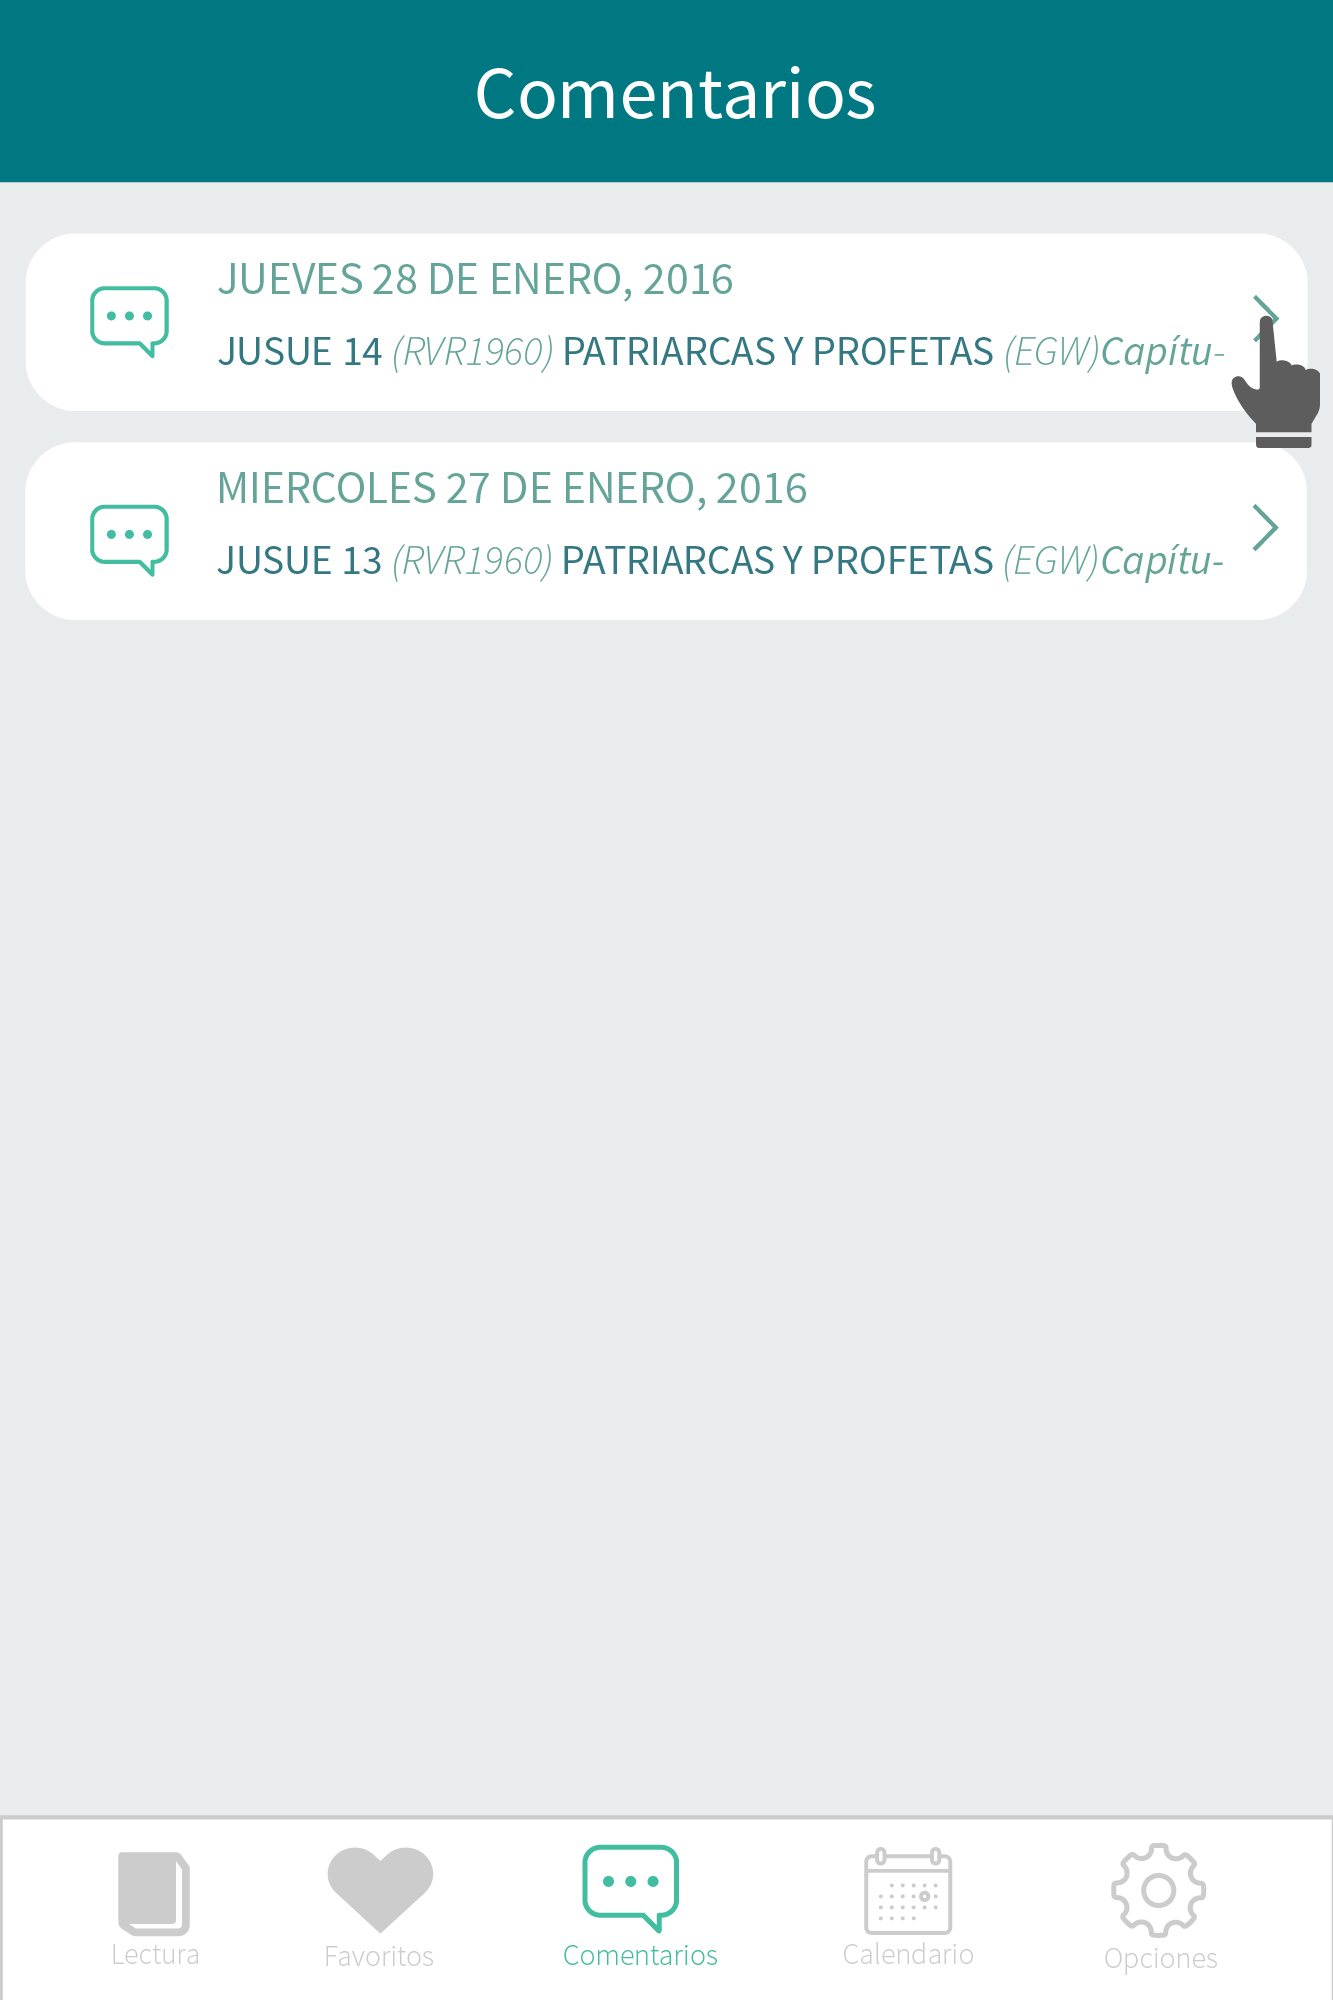 Comentarios
JUEVES 28 DE ENERO, 2016
JUSUE 14 (RVR1960) PATRIARCAS Y PROFETAS (EGW)Capítu-
MIERCOLES 27 DE ENERO, 2016
JUSUE 13 (RVR1960) PATRIARCAS Y PROFETAS (EGW)Capítu-
Lectura Favoritos Comentarios Calendario Opciones